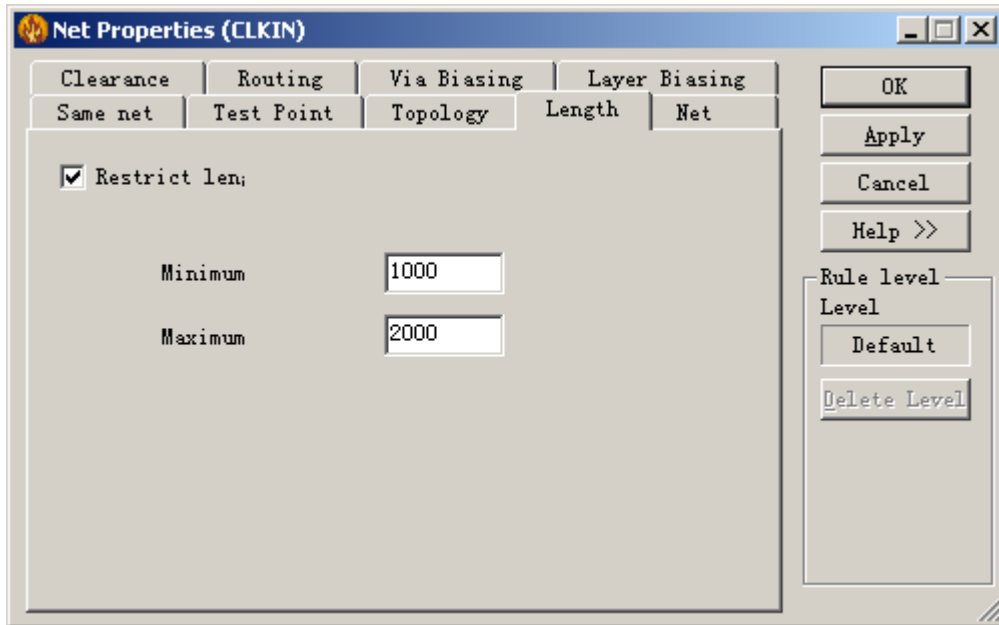 Net Properties (CLKIN)
Clearance Routing Via Biasing Layer Biasing
Same net Test Point Topology Length Net
Restrict len
Minimum 1000
Maximum 2000
OK
Apply
Cancel
Help >>
Rule level
Level
Default
Delete Level